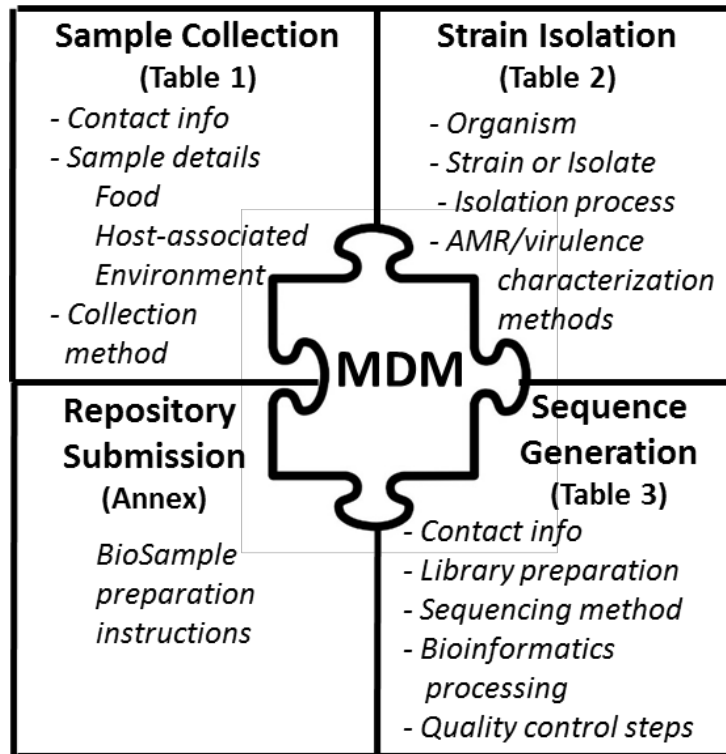 Sample Collection
(Table 1)
- Contact info
- Sample details
Food
Host-associated
Environment
- Collection
method
Strain Isolation
(Table 2)
- Organism
- Strain or Isolate
- Isolation process
- AMR/virulence
characterization
methods
MDM
Repository
Submission
(Annex)
BioSample
preparation
instructions
Sequence
Generation
(Table 3)
- Contact info
- Library preparation
- Sequencing method
- Bioinformatics
processing
- Quality control steps